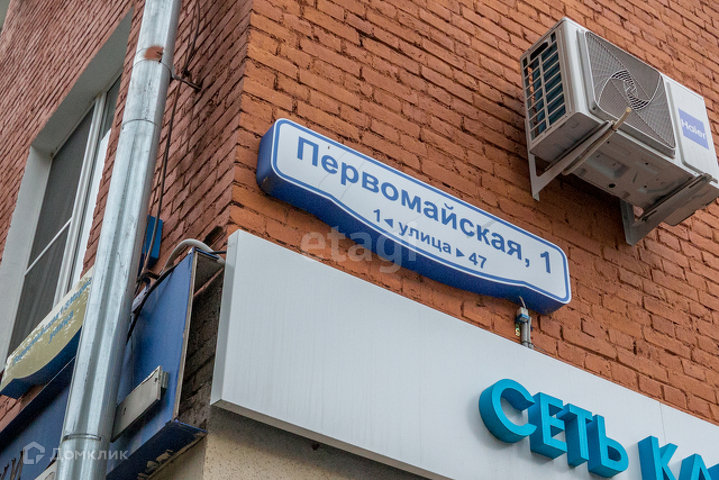 Первомайская, 1
1◄ улица ►47
Haier
etagi
СЕТЬ
Домклик